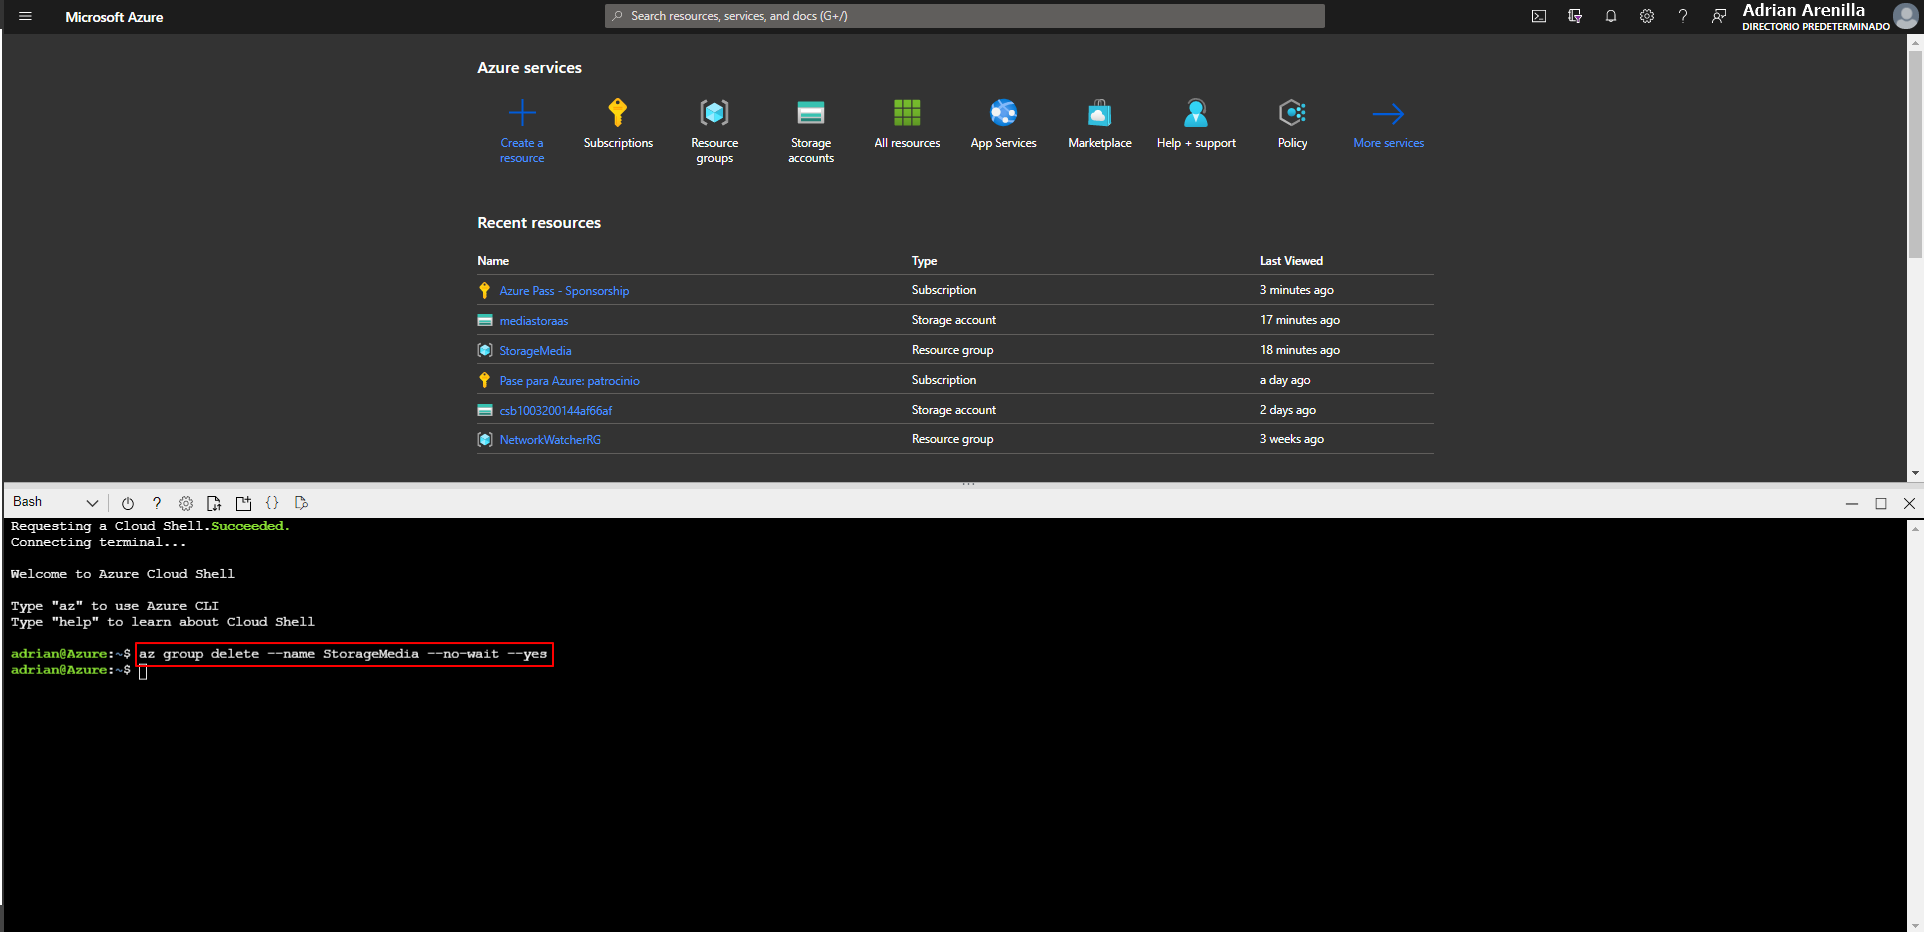 Microsoft Azure
Search resources, services, and docs (G+/)
Adrian Arenilla
DIRECTORIO PREDETERMINADO
Azure services
Create a resource
Subscriptions
Resource groups
Storage accounts
All resources
App Services
Marketplace
Help + support
Policy
More services
Recent resources
Name Type Last Viewed
Azure Pass - Sponsorship Subscription 3 minutes ago
mediastoraas Storage account 17 minutes ago
StorageMedia Resource group 18 minutes ago
Pase para Azure: patrocinio Subscription a day ago
csb1003200144af66af Storage account 2 days ago
NetworkWatcherRG Resource group 3 weeks ago
Bash
Requesting a Cloud Shell.Succeeded.
Connecting terminal...
Welcome to Azure Cloud Shell
Type "az" to use Azure CLI
Type "help" to learn about Cloud Shell
adrian@Azure:~$ az group delete --name StorageMedia --no-wait --yes
adrian@Azure:~$